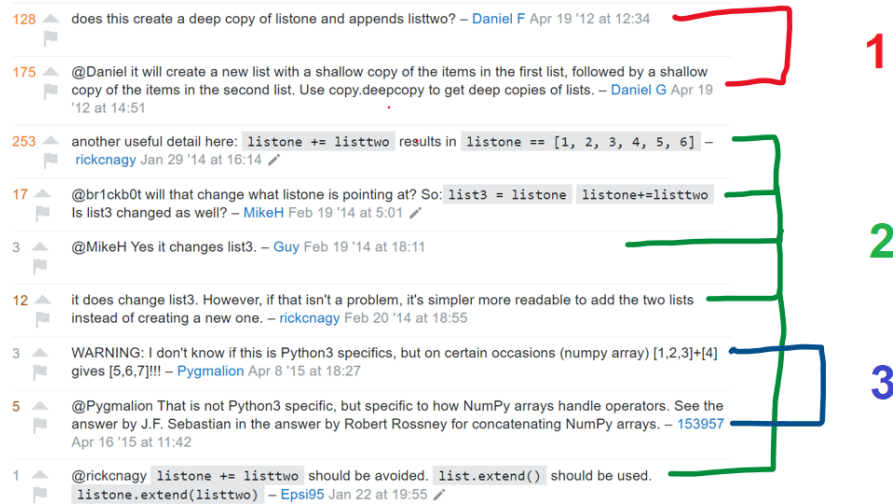 128 does this create a deep copy of listone and appends listtwo? – Daniel F Apr 19 '12 at 12:34
1
175 @Daniel it will create a new list with a shallow copy of the items in the first list, followed by a shallow
copy of the items in the second list. Use copy.deepcopy to get deep copies of lists. – Daniel G Apr 19
'12 at 14:51
253 another useful detail here: listone += listtwo results in listone == [1, 2, 3, 4, 5, 6] –
rickcnagy Jan 29 '14 at 16:14
17 @br1ckb0t will that change what listone is pointing at? So: list3 = listone listone+=listtwo
Is list3 changed as well? – MikeH Feb 19 '14 at 5:01
3 @MikeH Yes it changes list3. – Guy Feb 19 '14 at 18:11
2
12 it does change list3. However, if that isn't a problem, it's simpler more readable to add the two lists
instead of creating a new one. – rickcnagy Feb 20 '14 at 18:55
3 WARNING: I don't know if this is Python3 specifics, but on certain occasions (numpy array) [1,2,3]+[4]
gives [5,6,7]!!! – Pygmalion Apr 8 '15 at 18:27
3
5 @Pygmalion That is not Python3 specific, but specific to how NumPy arrays handle operators. See the
answer by J.F. Sebastian in the answer by Robert Rossney for concatenating NumPy arrays. – 153957
Apr 16 '15 at 11:42
1 @rickcnagy listone += listtwo should be avoided. list.extend() should be used.
listone.extend(listtwo) – Epsi95 Jan 22 at 19:55